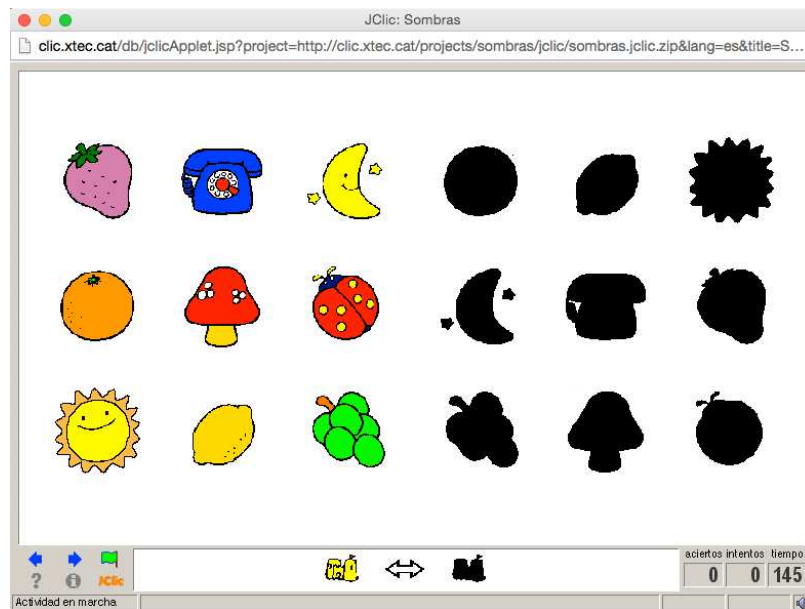 JClic: Sombras
clic.xtec.cat/db/jclicApplet.jsp?project=http://clic.xtec.cat/projects/sombras/jclic/sombras.jclic.zip&lang=es&title=S...
aciertos intentos tiempo
? i JClic
0 0 145
Actividad en marcha